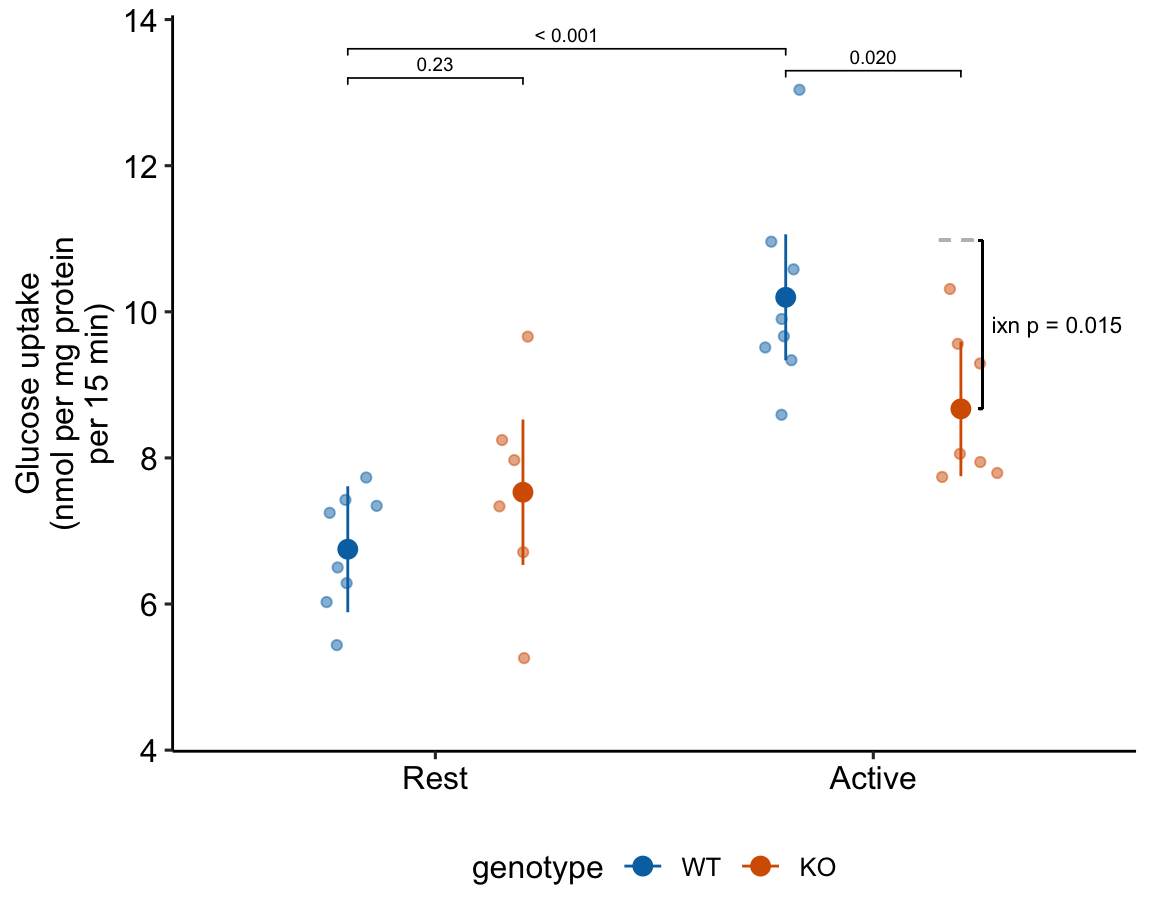 14
< 0.001
0.23
0.020
12
10
8
6
4
Glucose uptake
(nmol per mg protein
per 15 min)
ixn p = 0.015
Rest
Active
genotype
WT
KO